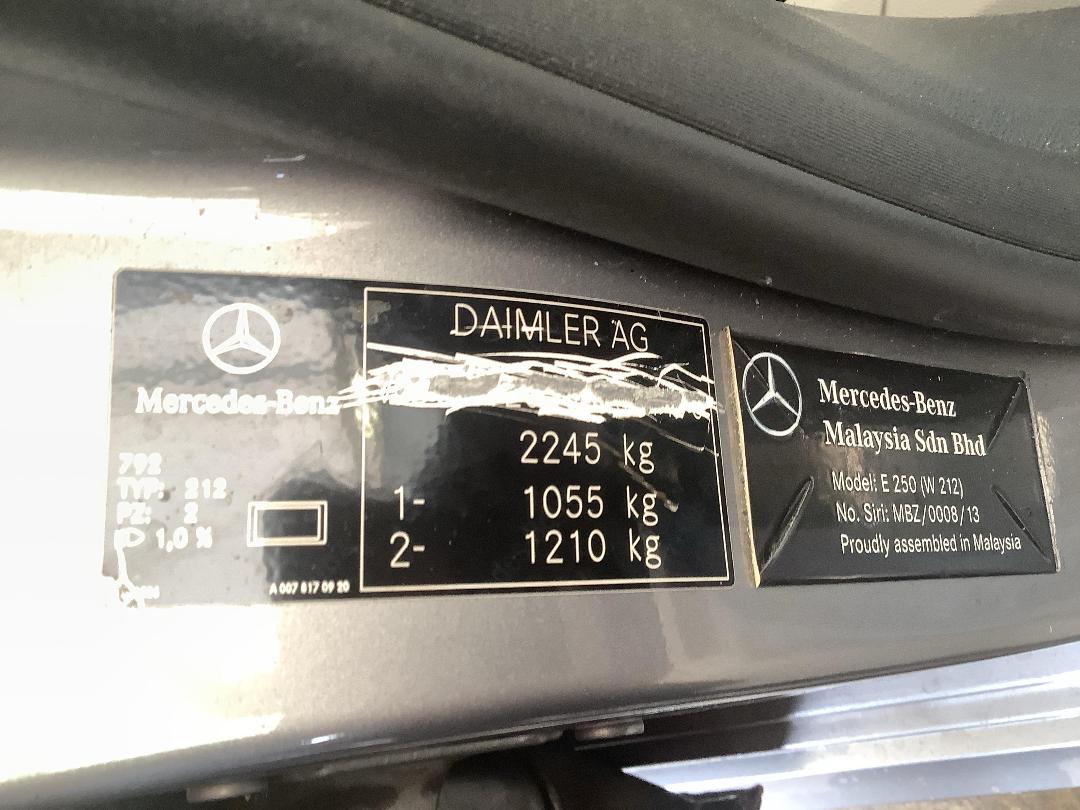 Mercedes-Benz
792
TYP: 212
PZ: 2
1,0 %
A 007 817 09 20
DAIMLER AG
2245 kg
1- 1055 kg
2- 1210 kg
Mercedes-Benz
Malaysia Sdn Bhd
Model: E 250 (W 212)
No. Siri: MBZ/0008/13
Proudly assembled in Malaysia